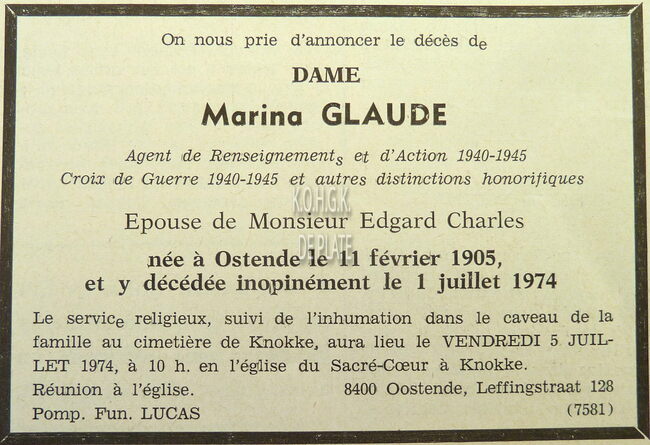 On nous prie d'annoncer le décès de
DAME
Marina GLAUDE
Agent de Renseignements et d'Action 1940-1945
Croix de Guerre 1940-1945 et autres distinctions honorifiques
K.O.H.G.K.
DE PLATE
Epouse de Monsieur Edgard Charles
née à Ostende le 11 février 1905,
et y décédée inopinément le 1 juillet 1974
Le service religieux, suivi de l'inhumation dans le caveau de la
famille au cimetière de Knokke, aura lieu le VENDREDI 5 JUIL-
LET 1974, à 10 h. en l'église du Sacré-Cœur à Knokke.
Réunion à l'église. 8400 Oostende, Leffingstraat 128
Pomp. Fun. LUCAS (7581)